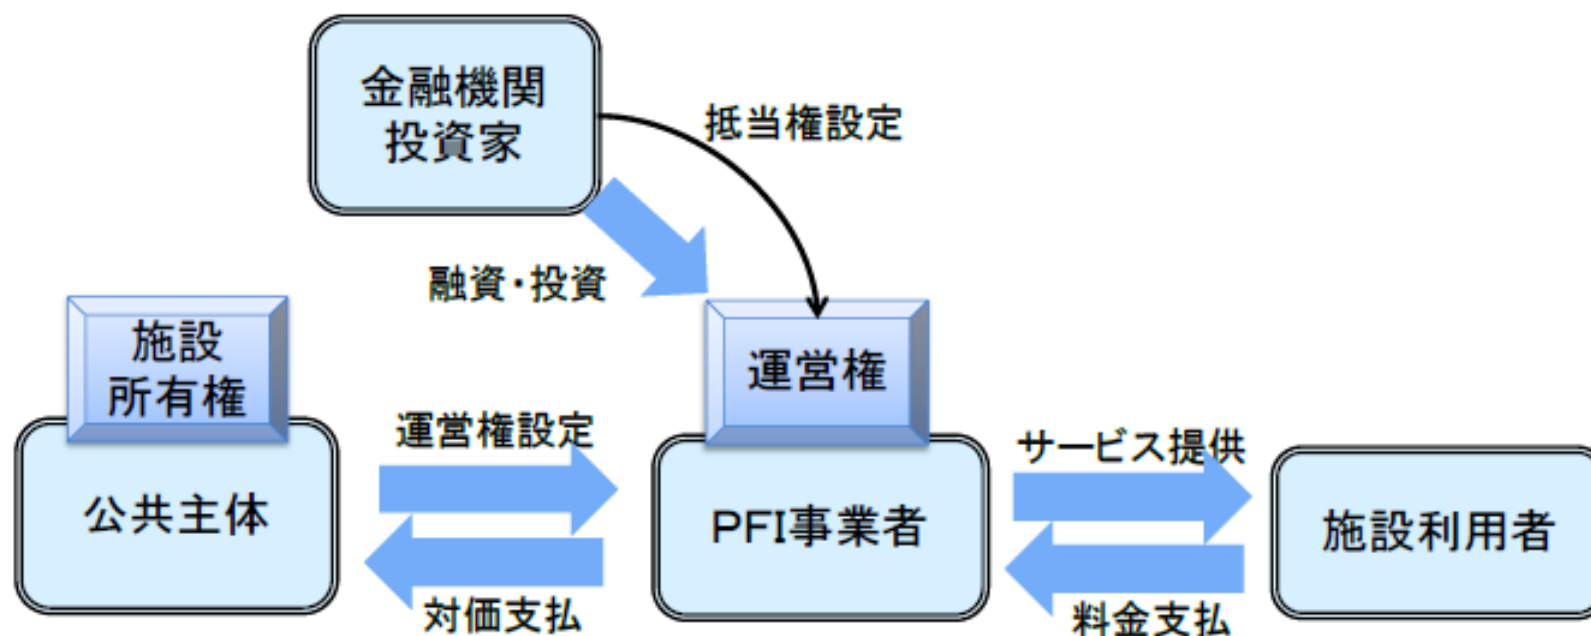 金融機関
投資家
抵当権設定
融資・投資
施設
所有権
運営権
運営権設定
サービス提供
公共主体
PFI事業者
施設利用者
対価支払
料金支払